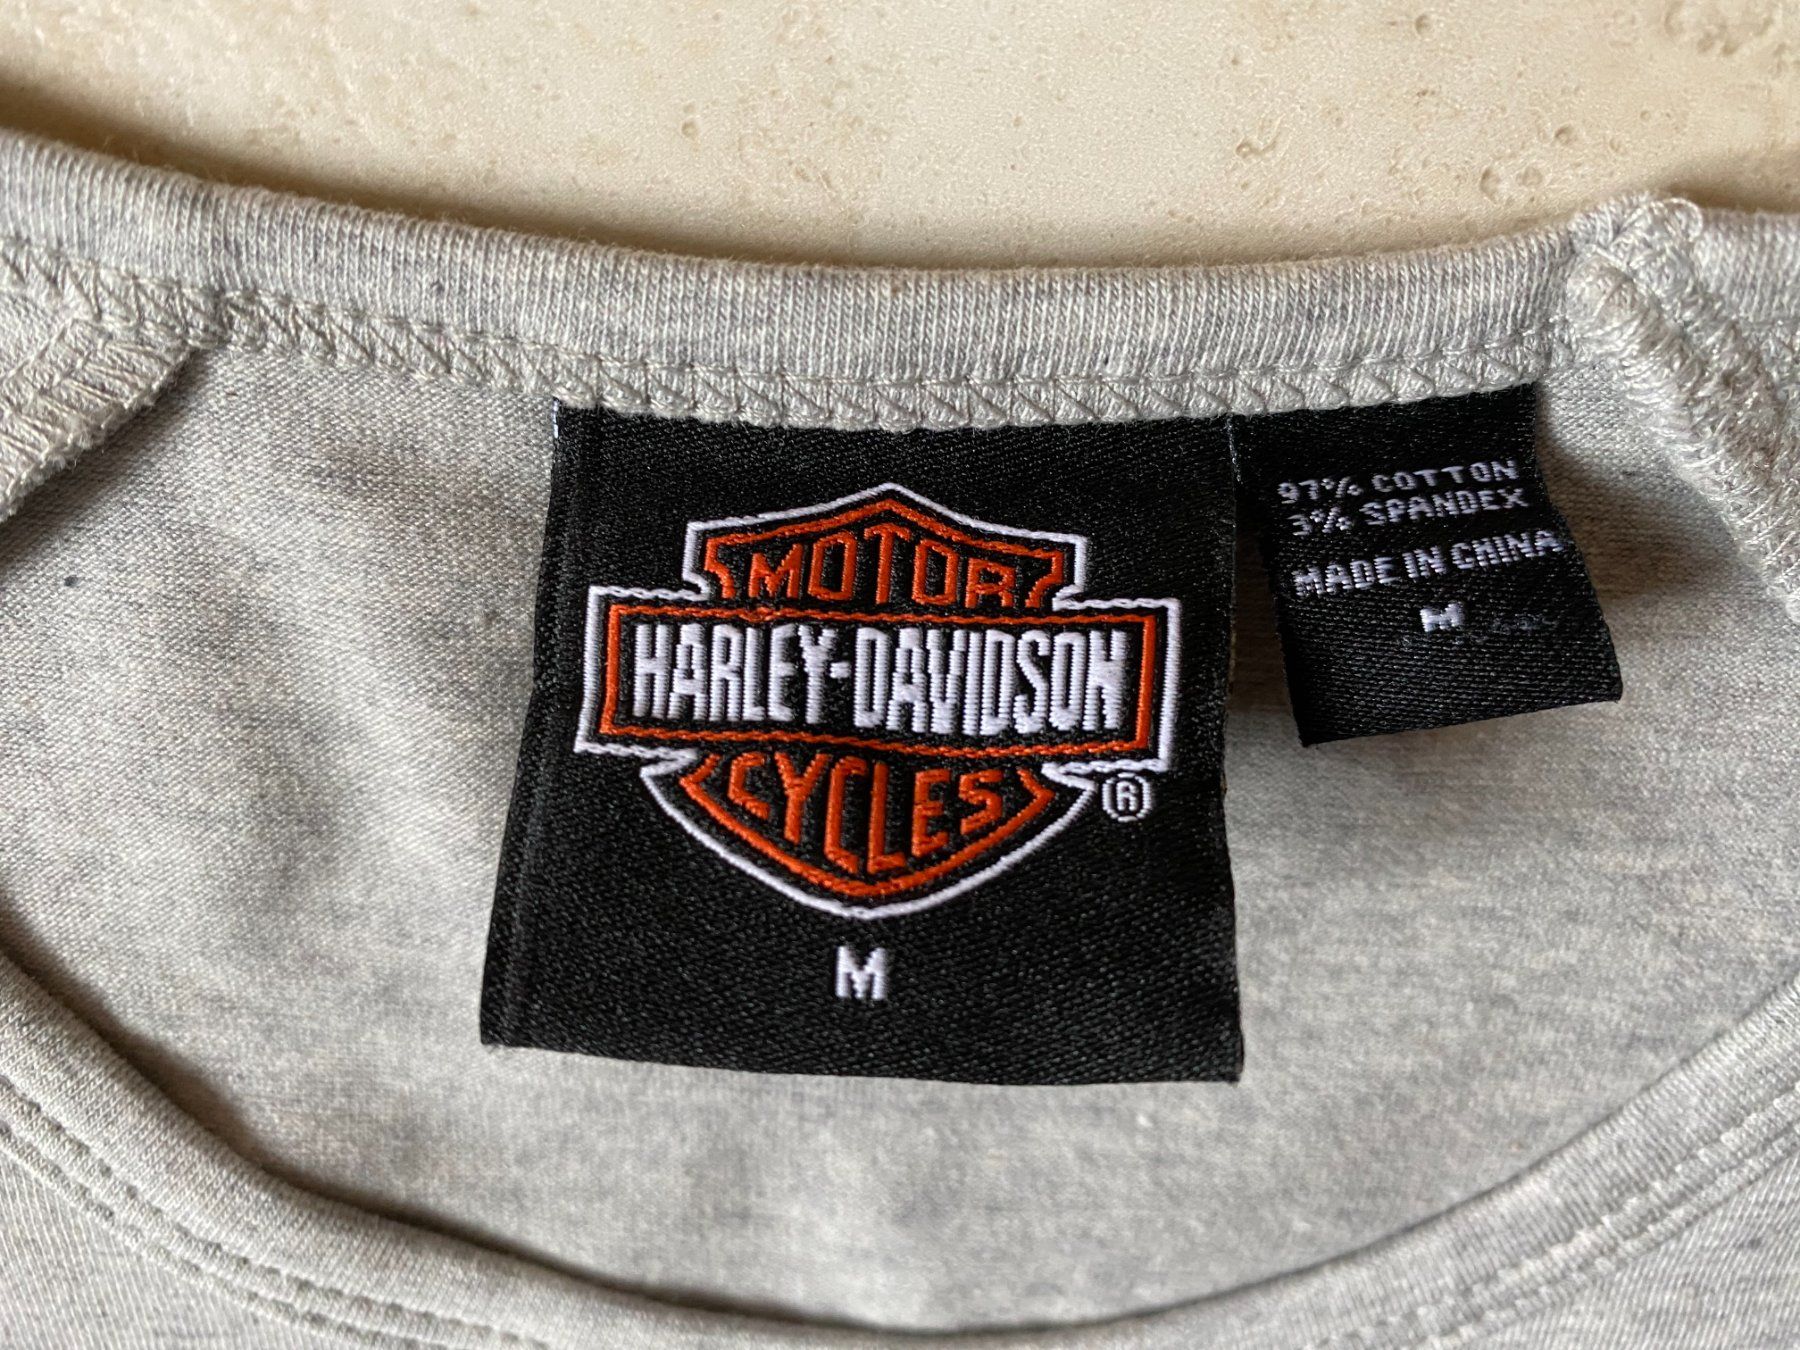 MOTOR
HARLEY-DAVIDSON
CYCLES
®
M
97% COTTON
3% SPANDEX
MADE IN CHINA
M